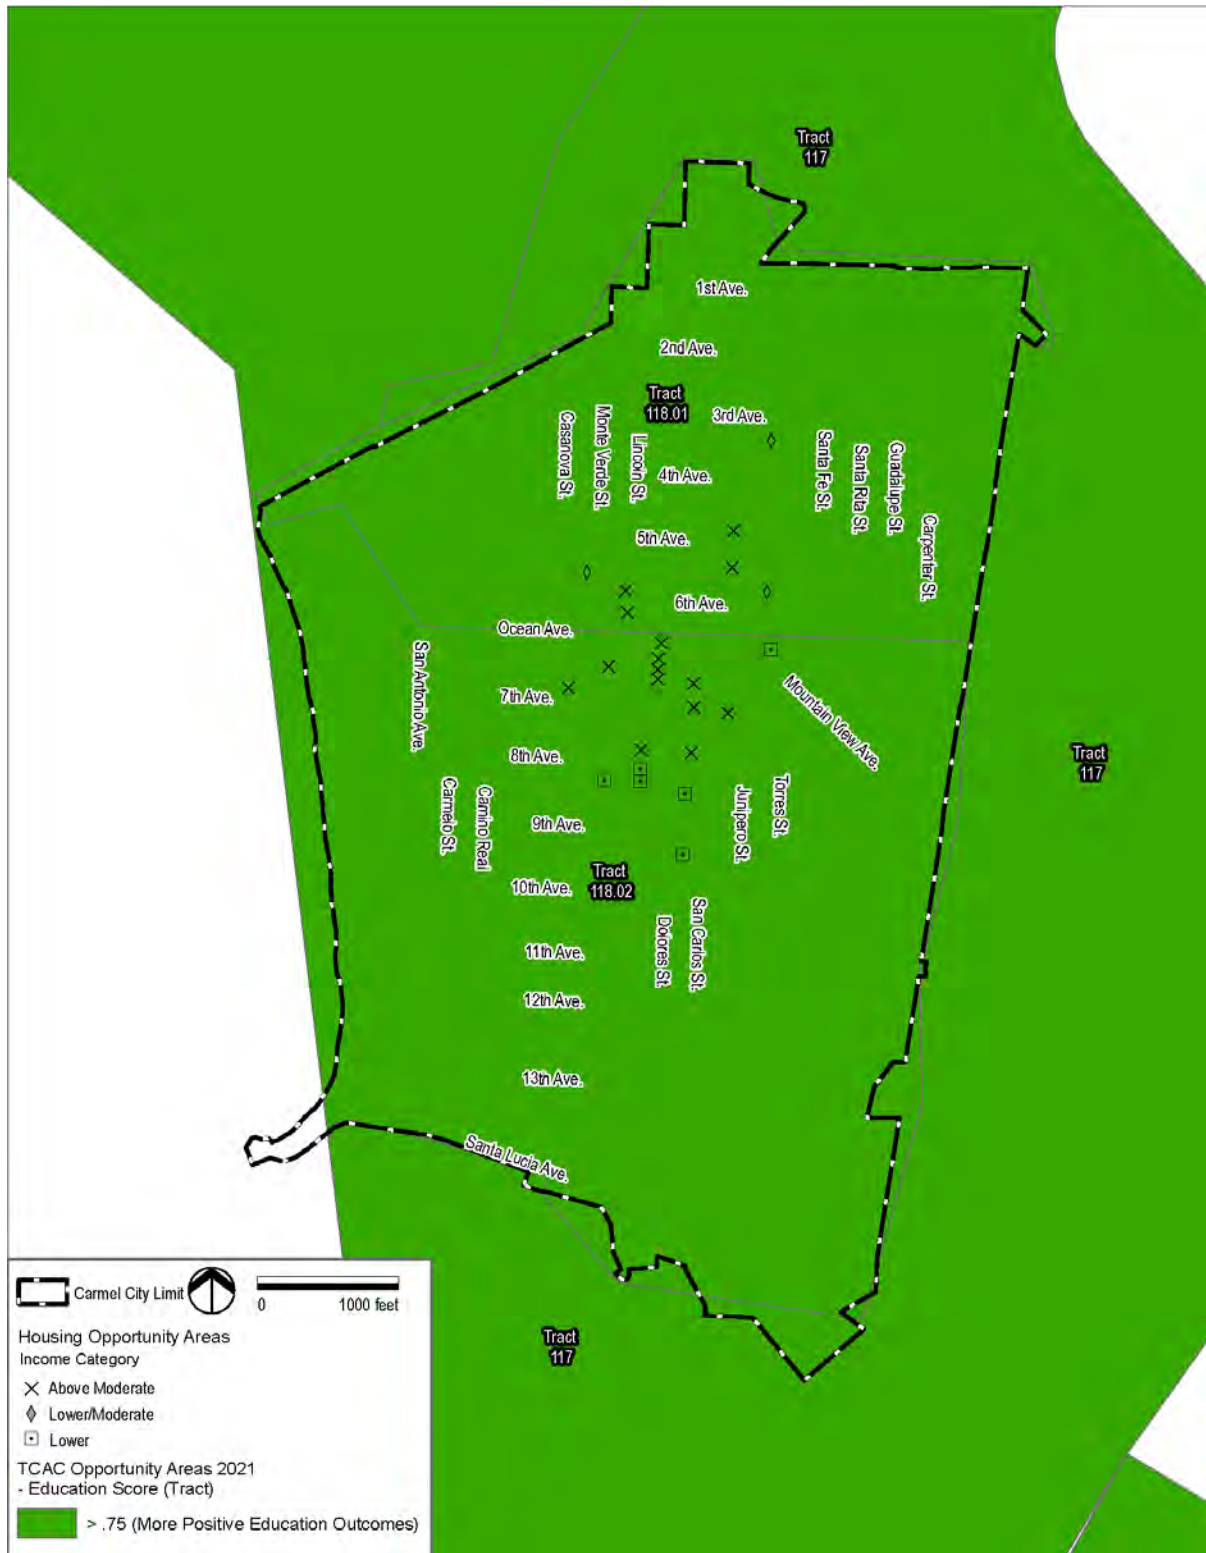 Tract
117
1st Ave.
2nd Ave.
Tract
118.01
3rd Ave.
Casanova St.
Monte Verde St.
Lincoln St.
4th Ave.
Santa Fe St.
Santa Rita St.
Guadalupe St.
Carpenter St.
5th Ave.
6th Ave.
Ocean Ave.
San Antonio Ave.
7th Ave.
Mountain View Ave.
8th Ave.
Tract
117
Carmelo St.
Camino Real
9th Ave.
Junipero St.
Torres St.
Tract
118.02
10th Ave.
Dolores St.
San Carlos St.
11th Ave.
12th Ave.
13th Ave.
Santa Lucia Ave.
Tract
117
Carmel City Limit
0 1000 feet
Housing Opportunity Areas
Income Category
Above Moderate
Lower/Moderate
Lower
TCAC Opportunity Areas 2021
- Education Score (Tract)
> .75 (More Positive Education Outcomes)